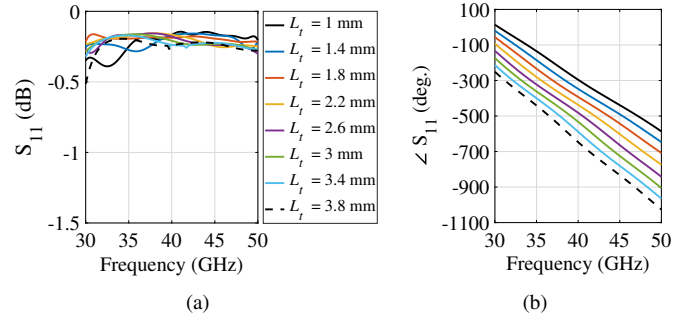 0
-0.5
-1
-1.5
S11 (dB)
30 35 40 45 50
Frequency (GHz)
(a)
Lt = 1 mm
Lt = 1.4 mm
Lt = 1.8 mm
Lt = 2.2 mm
Lt = 2.6 mm
Lt = 3 mm
Lt = 3.4 mm
Lt = 3.8 mm
100
-100
-300
-500
-700
-900
-1100
∠ S11 (deg.)
30 35 40 45 50
Frequency (GHz)
(b)